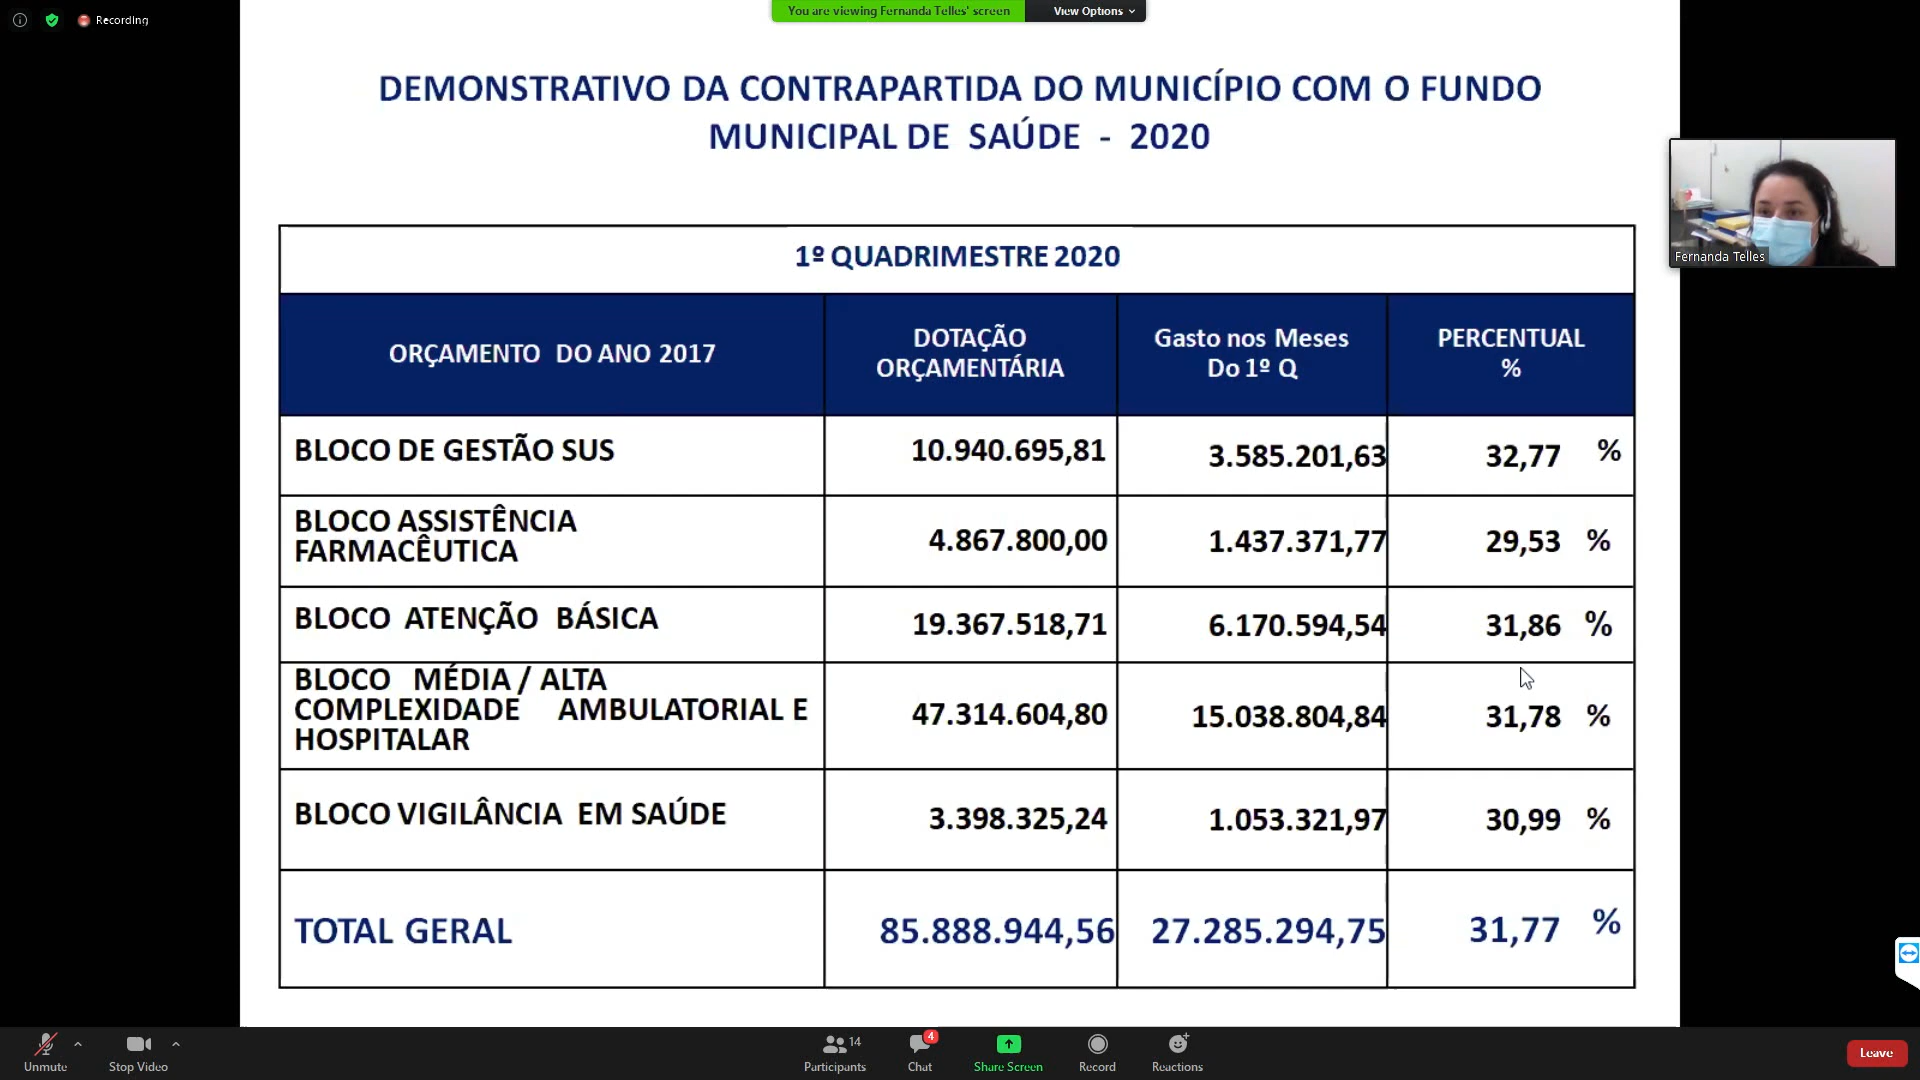 Recording
You are viewing Fernanda Telles' screen
View Options
DEMONSTRATIVO DA CONTRAPARTIDA DO MUNICÍPIO COM O FUNDO
MUNICIPAL DE SAÚDE - 2020
Fernanda Telles
1º QUADRIMESTRE 2020
ORÇAMENTO DO ANO 2017
DOTAÇÃO
ORÇAMENTÁRIA
Gasto nos Meses
Do 1º Q
PERCENTUAL
%
BLOCO DE GESTÃO SUS
10.940.695,81
3.585.201,63
32,77 %
BLOCO ASSISTÊNCIA
FARMACÊUTICA
4.867.800,00
1.437.371,77
29,53 %
BLOCO ATENÇÃO BÁSICA
19.367.518,71
6.170.594,54
31,86 %
BLOCO MÉDIA / ALTA
COMPLEXIDADE AMBULATORIAL E
HOSPITALAR
47.314.604,80
15.038.804,84
31,78 %
BLOCO VIGILÂNCIA EM SAÚDE
3.398.325,24
1.053.321,97
30,99 %
TOTAL GERAL
85.888.944,56
27.285.294,75
31,77 %
Unmute
Stop Video
14
Participants
4
Chat
Share Screen
Record
Reactions
Leave